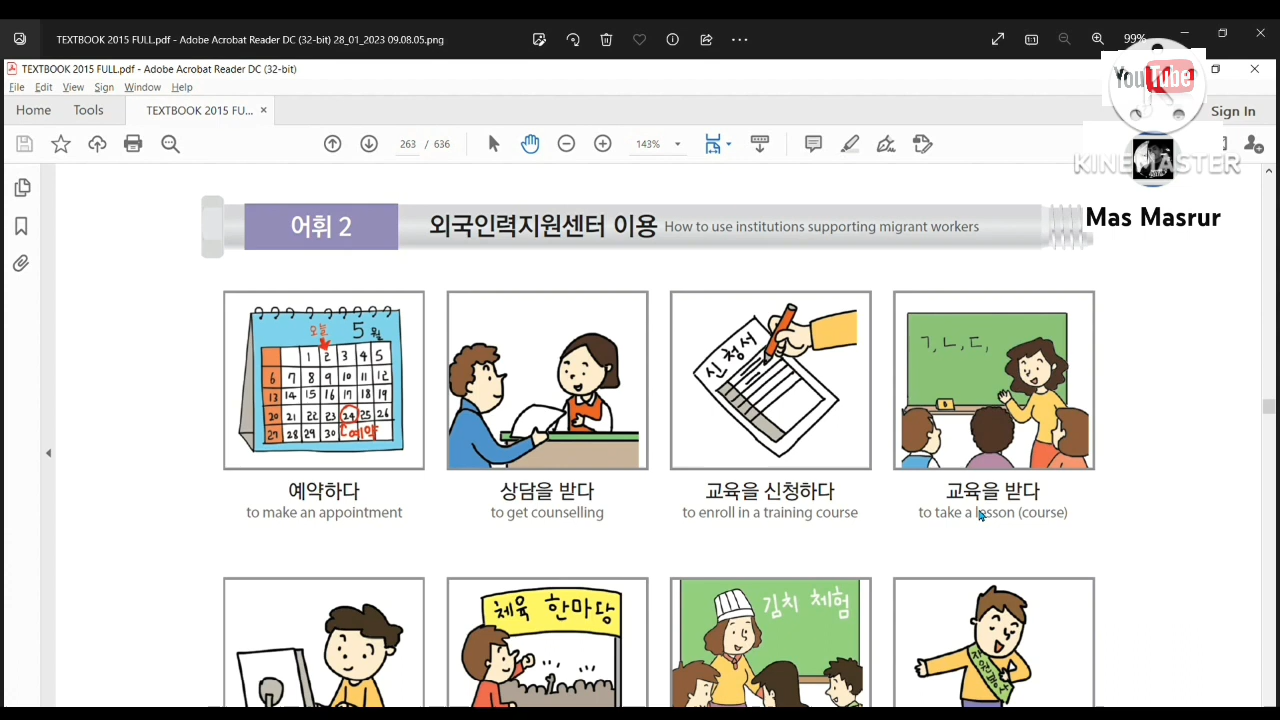 TEXTBOOK 2015 FULL.pdf - Adobe Acrobat Reader DC (32-bit) 28_01_2023 09.08.05.png
99%
TEXTBOOK 2015 FULL.pdf - Adobe Acrobat Reader DC (32-bit)
File Edit View Sign Window Help
YouTube
Home Tools TEXTBOOK 2015 FU... × Sign In
263 / 636 143%
KINEMASTER
Mas Masrur
어휘 2 외국인력지원센터 이용 How to use institutions supporting migrant workers
오늘 5월
1 2 3 4 5
6 7 8 9 10 11 12
13 14 15 16 17 18 19
20 21 22 23 24 25 26
27 28 29 30 예약
신청서
ㄱ, ㄴ, ㄷ,
예약하다 상담을 받다 교육을 신청하다 교육을 받다
to make an appointment to get counselling to enroll in a training course to take a lesson (course)
체육 한마당
김치 체험
자원봉사